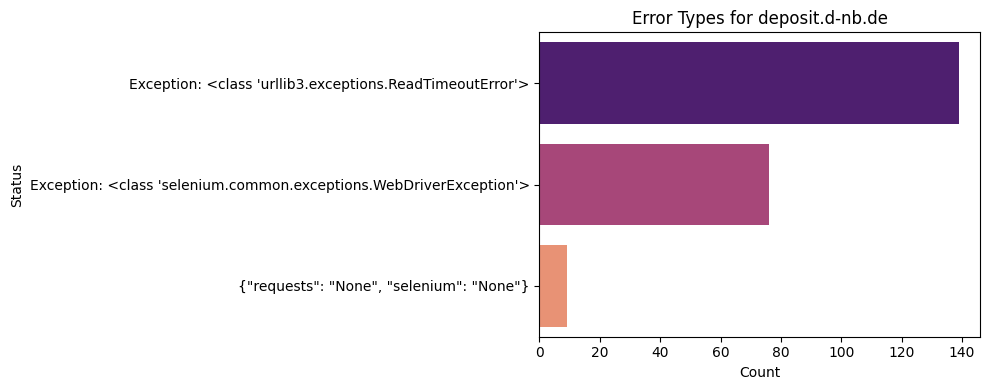 Error Types for deposit.d-nb.de
Status
Exception: <class 'urllib3.exceptions.ReadTimeoutError'>
Exception: <class 'selenium.common.exceptions.WebDriverException'>
{"requests": "None", "selenium": "None"}
0 20 40 60 80 100 120 140
Count